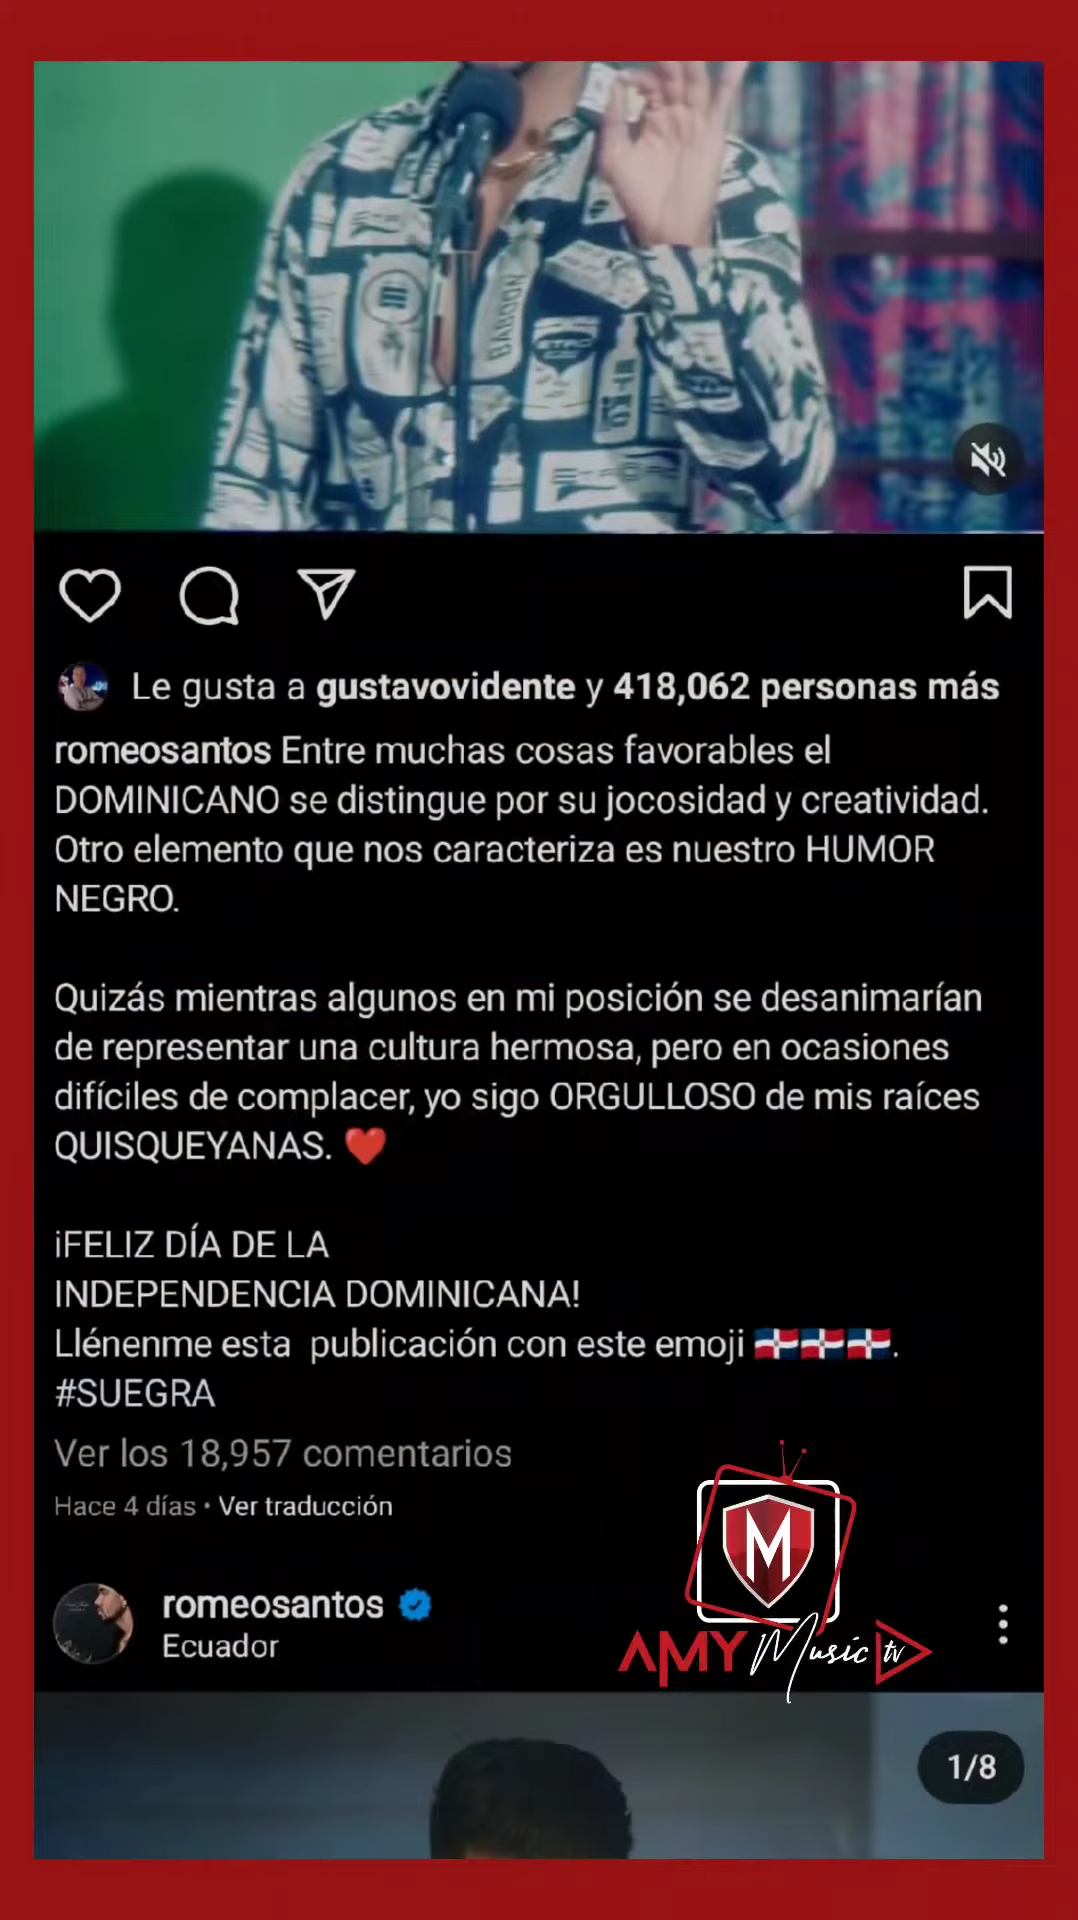 BARDON
Le gusta a gustavovidente y 418,062 personas más
romeosantos Entre muchas cosas favorables el
DOMINICANO se distingue por su jocosidad y creatividad.
Otro elemento que nos caracteriza es nuestro HUMOR
NEGRO.
Quizás mientras algunos en mi posición se desanimarían
de representar una cultura hermosa, pero en ocasiones
difíciles de complacer, yo sigo ORGULLOSO de mis raíces
QUISQUEYANAS. ❤️
¡FELIZ DÍA DE LA
INDEPENDENCIA DOMINICANA!
Llénenme esta  publicación con este emoji 🇩🇴🇩🇴🇩🇴.
#SUEGRA
Ver los 18,957 comentarios
Hace 4 días • Ver traducción
M
AMY Music tv
romeosantos
Ecuador
1/8